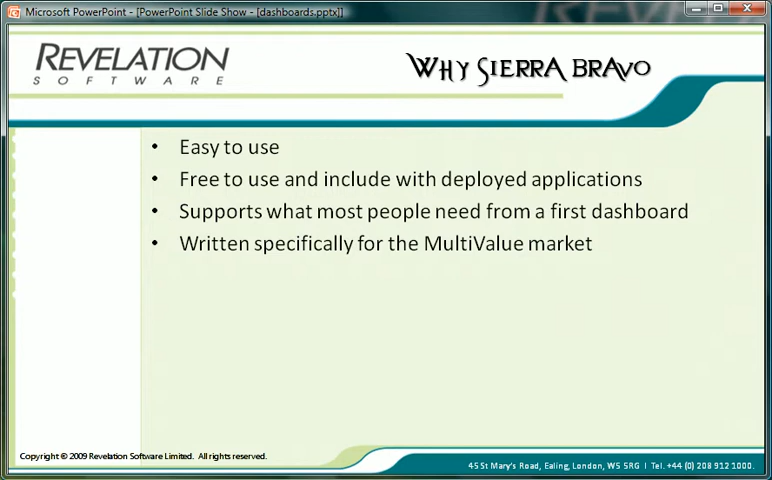 Microsoft PowerPoint - [PowerPoint Slide Show - [dashboards.pptx]]
REVELATION
SOFTWARE
WHY SIERRA BRAVO
• Easy to use
• Free to use and include with deployed applications
• Supports what most people need from a first dashboard
• Written specifically for the MultiValue market
Copyright © 2009 Revelation Software Limited. All rights reserved.
45 St Mary's Road, Ealing, London, W5 5RG | Tel. +44 (0) 208 912 1000.